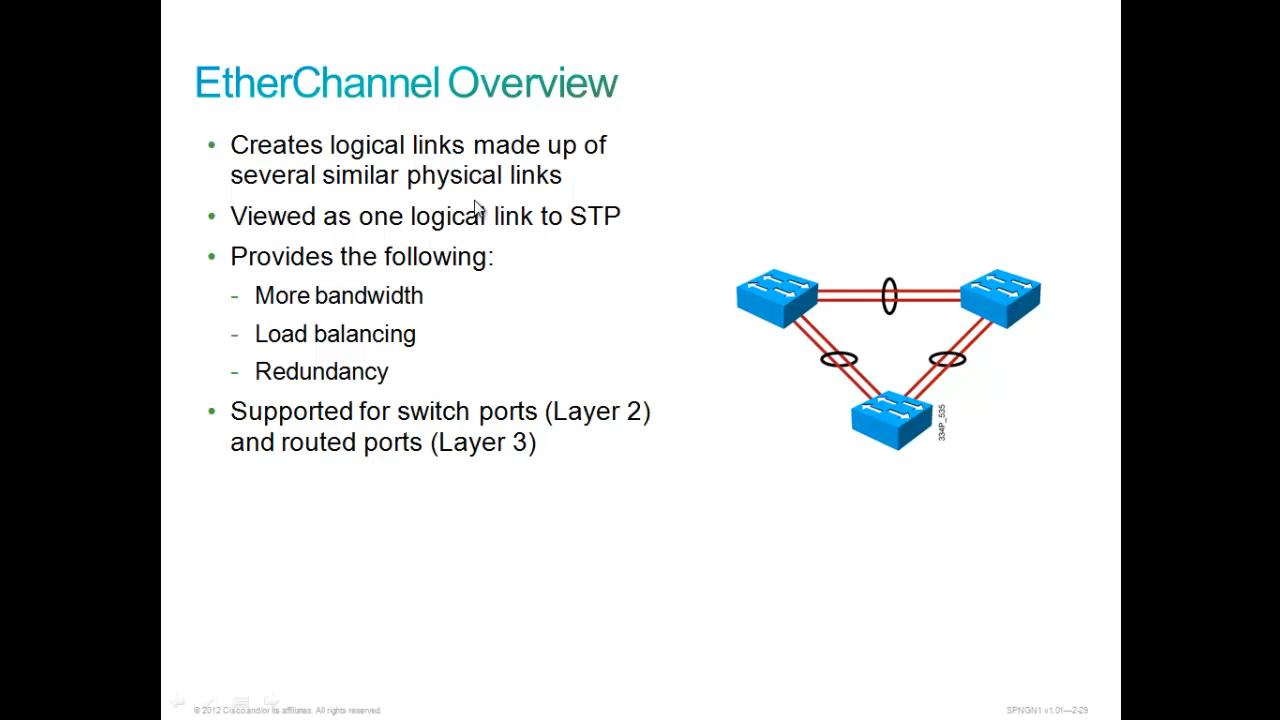 EtherChannel Overview
• Creates logical links made up of
several similar physical links
• Viewed as one logical link to STP
• Provides the following:
- More bandwidth
- Load balancing
- Redundancy
• Supported for switch ports (Layer 2)
and routed ports (Layer 3)
334P_535
© 2012 Cisco and/or its affiliates. All rights reserved.
SPNGN1 v1.01—2-29